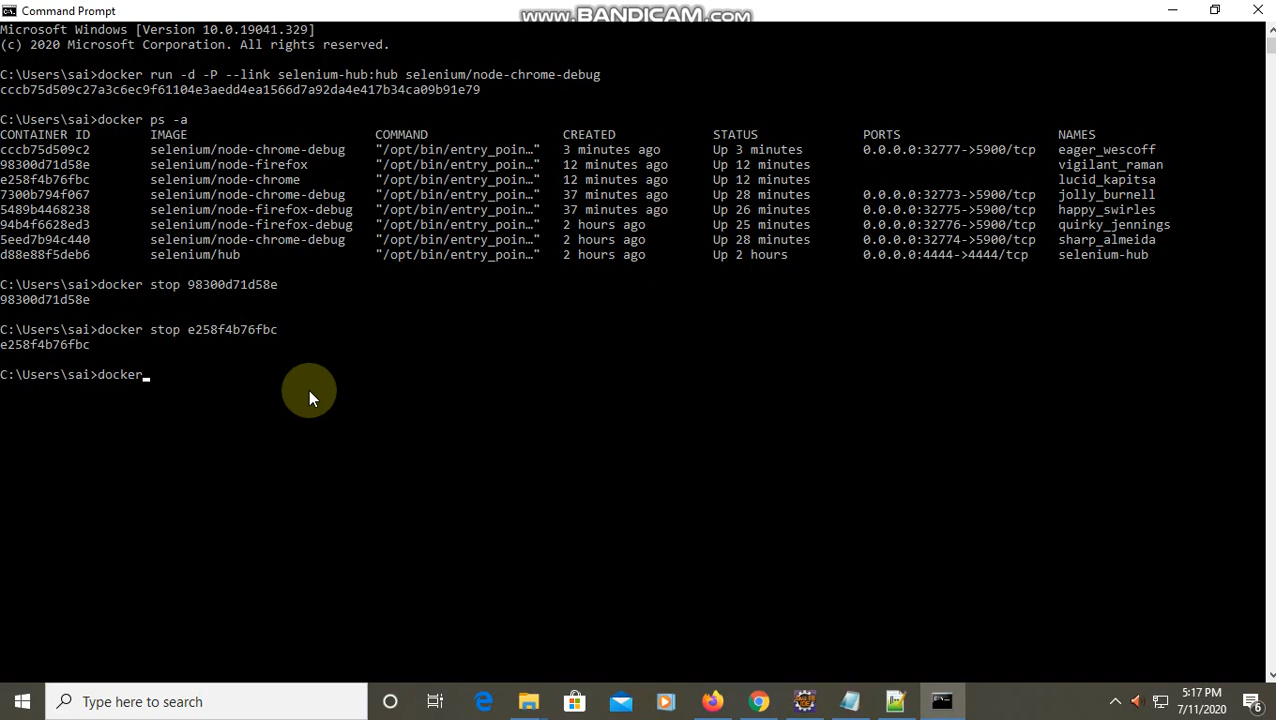 Command Prompt
www.BANDICAM.com
Microsoft Windows [Version 10.0.19041.329]
(c) 2020 Microsoft Corporation. All rights reserved.
C:\Users\sai>docker run -d -P --link selenium-hub:hub selenium/node-chrome-debug
cccb75d509c27a3c6ec9f61104e3aedd4ea1566d7a92da4e417b34ca09b91e79
C:\Users\sai>docker ps -a
CONTAINER ID IMAGE COMMAND CREATED STATUS PORTS NAMES
cccb75d509c2 selenium/node-chrome-debug "/opt/bin/entry_poin…" 3 minutes ago Up 3 minutes 0.0.0.0:32777->5900/tcp eager_wescoff
98300d71d58e selenium/node-firefox "/opt/bin/entry_poin…" 12 minutes ago Up 12 minutes vigilant_raman
e258f4b76fbc selenium/node-chrome "/opt/bin/entry_poin…" 12 minutes ago Up 12 minutes lucid_kapitsa
7300b794f067 selenium/node-chrome-debug "/opt/bin/entry_poin…" 37 minutes ago Up 28 minutes 0.0.0.0:32773->5900/tcp jolly_burnell
5489b4468238 selenium/node-firefox-debug "/opt/bin/entry_poin…" 37 minutes ago Up 26 minutes 0.0.0.0:32775->5900/tcp happy_swirles
94b4f6628ed3 selenium/node-firefox-debug "/opt/bin/entry_poin…" 2 hours ago Up 25 minutes 0.0.0.0:32776->5900/tcp quirky_jennings
5eed7b94c440 selenium/node-chrome-debug "/opt/bin/entry_poin…" 2 hours ago Up 28 minutes 0.0.0.0:32774->5900/tcp sharp_almeida
d88e88f5deb6 selenium/hub "/opt/bin/entry_poin…" 2 hours ago Up 2 hours 0.0.0.0:4444->4444/tcp selenium-hub
C:\Users\sai>docker stop 98300d71d58e
98300d71d58e
C:\Users\sai>docker stop e258f4b76fbc
e258f4b76fbc
C:\Users\sai>docker
Type here to search
5:17 PM
7/11/2020
6